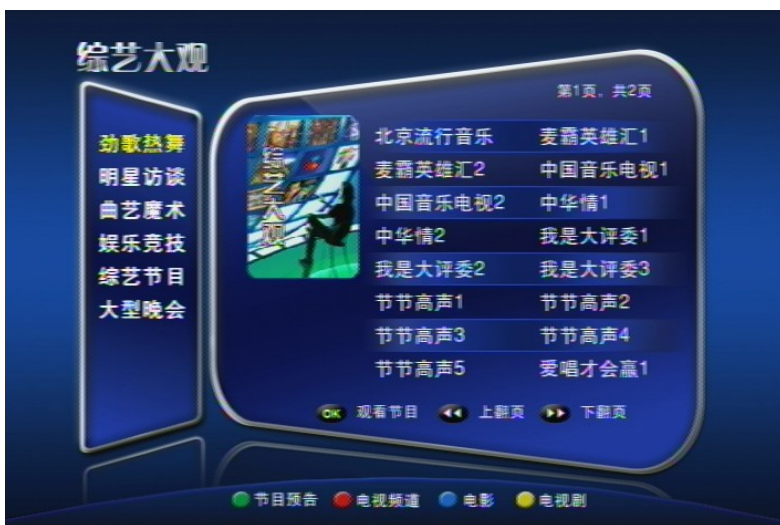 综艺大观
第1页，共2页
劲歌热舞
明星访谈
曲艺魔术
娱乐竞技
综艺节目
大型晚会
综艺大观
北京流行音乐 麦霸英雄汇1
麦霸英雄汇2 中国音乐电视1
中国音乐电视2 中华情1
中华情2 我是大评委1
我是大评委2 我是大评委3
节节高声1 节节高声2
节节高声3 节节高声4
节节高声5 爱唱才会赢1
OK 观看节目 上翻页 下翻页
节目预告 电视频道 电影 电视剧